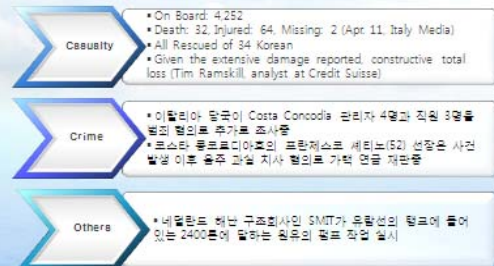 Casualty
▪ On Board: 4,252
▪ Death: 32, Injured: 64, Missing: 2 (Apr. 11, Italy Media)
▪ All Rescued of 34 Korean
▪ Given the extensive damage reported, constructive total
loss (Tim Ramskill, analyst at Credit Suisse)
Crime
▪ 이탈리아 당국이 Costa Concodia 관리자 4명과 직원 3명을
범죄 혐의로 추가로 조사중
▪ 코스타 콩코르디아호의 프란체스코 셰티노(52) 선장은 사건
발생 이후 음주 과실 치사 혐의로 가택 연금 재판중
Others
▪ 네덜란드 해난 구조회사인 SMIT가 유람선의 탱크에 들어
있는 2400톤에 달하는 원유의 펌프 작업 실시